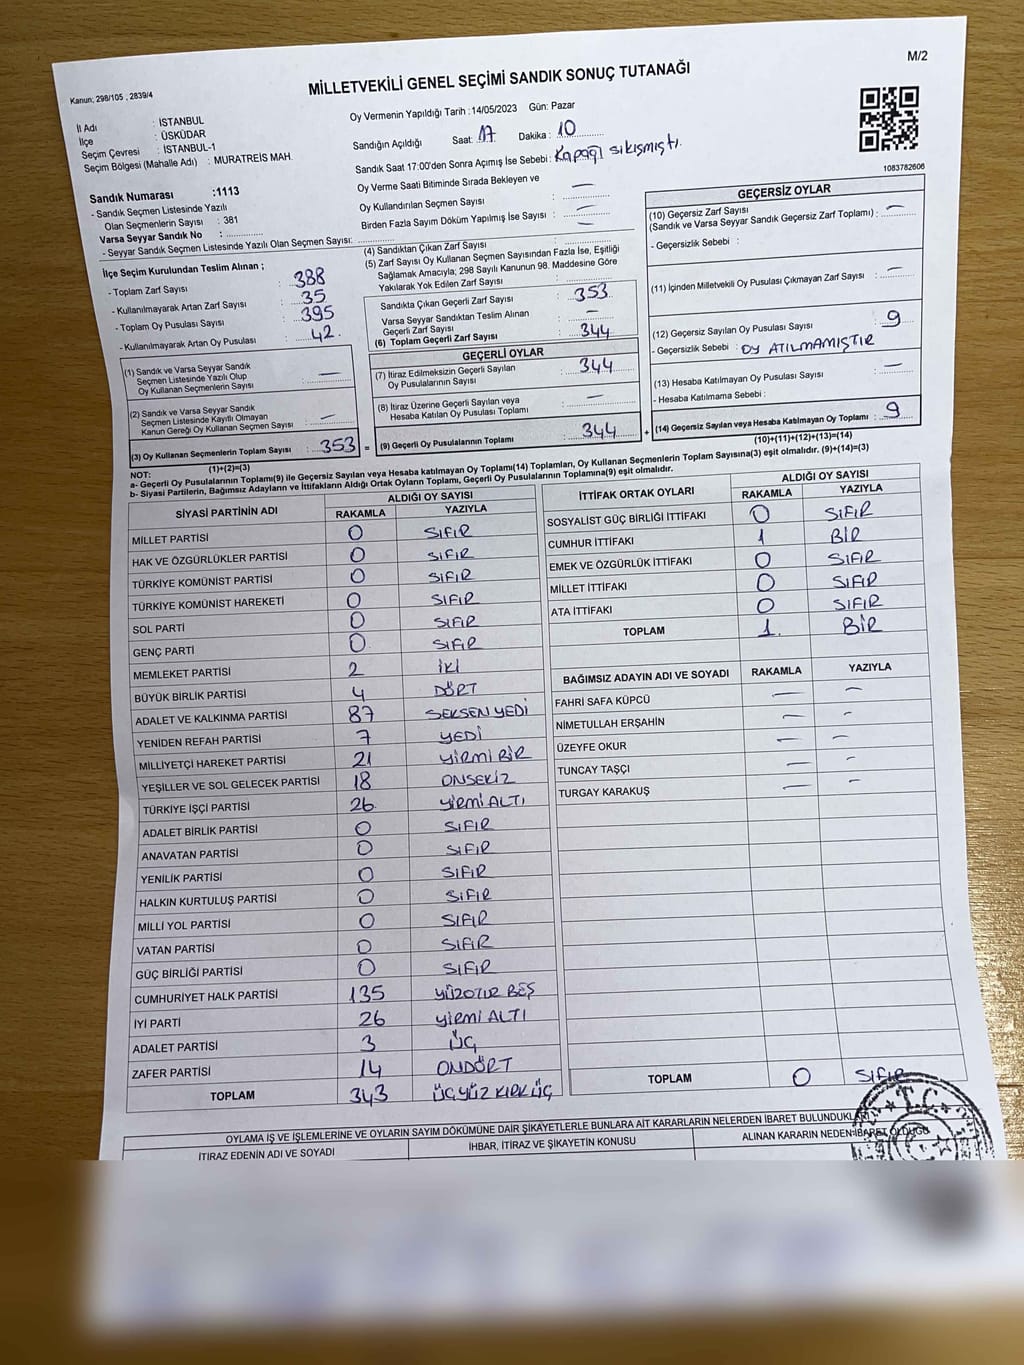 M/2
Kanun; 298/105 , 2839/4
MİLLETVEKİLİ GENEL SEÇİMİ SANDIK SONUÇ TUTANAĞI
İl Adı : İSTANBUL
İlçe : ÜSKÜDAR
Seçim Çevresi : İSTANBUL-1
Seçim Bölgesi (Mahalle Adı) : MURATREİS MAH.
Oy Vermenin Yapıldığı Tarih :14/05/2023 Gün: Pazar
Sandığın Açıldığı Saat: 17 Dakika : 10
Sandık Saat 17:00'den Sonra Açımış İse Sebebi: Kapağı sıkışmıştı.
1083782606
Sandık Numarası :1113
- Sandık Seçmen Listesinde Yazılı
Olan Seçmenlerin Sayısı : 381
Varsa Seyyar Sandık No :
- Seyyar Sandık Seçmen Listesinde Yazılı Olan Seçmen Sayısı:
Oy Verme Saati Bitiminde Sırada Bekleyen ve
Oy Kullandırılan Seçmen Sayısı : —
Birden Fazla Sayım Döküm Yapılmış İse Sayısı : —
İlçe Seçim Kurulundan Teslim Alınan ;
- Toplam Zarf Sayısı : 388
- Kullanılmayarak Artan Zarf Sayısı : 35
- Toplam Oy Pusulası Sayısı : 395
- Kullanılmayarak Artan Oy Pusulası : 42
(4) Sandıktan Çıkan Zarf Sayısı :
(5) Zarf Sayısı Oy Kullanan Seçmen Sayısından Fazla İse, Eşitliği
Sağlamak Amacıyla; 298 Sayılı Kanunun 98. Maddesine Göre
Yakılarak Yok Edilen Zarf Sayısı :
Sandıkta Çıkan Geçerli Zarf Sayısı : 353
Varsa Seyyar Sandıktan Teslim Alınan
Geçerli Zarf Sayısı : —
(6) Toplam Geçerli Zarf Sayısı : 344
GEÇERSİZ OYLAR
(10) Geçersiz Zarf Sayısı
(Sandık ve Varsa Seyyar Sandık Geçersiz Zarf Toplamı) : —
- Geçersizlik Sebebi :
(11) İçinden Milletvekili Oy Pusulası Çıkmayan Zarf Sayısı : —
(12) Geçersiz Sayılan Oy Pusulası Sayısı : 9
- Geçersizlik Sebebi : OY ATILMAMIŞTIR
(13) Hesaba Katılmayan Oy Pusulası Sayısı : —
- Hesaba Katılmama Sebebi :
(14) Geçersiz Sayılan veya Hesaba Katılmayan Oy Toplamı : 9
(10)+(11)+(12)+(13)=(14)
(1) Sandık ve Varsa Seyyar Sandık
Seçmen Listesinde Yazılı Olup
Oy Kullanan Seçmenlerin Sayısı : —
(2) Sandık ve Varsa Seyyar Sandık
Seçmen Listesinde Kayıtlı Olmayan
Kanun Gereği Oy Kullanan Seçmen Sayısı : —
(3) Oy Kullanan Seçmenlerin Toplam Sayısı : 353 =
(1)+(2)=(3)
GEÇERLİ OYLAR
(7) İtiraz Edilmeksizin Geçerli Sayılan
Oy Pusulalarının Sayısı : 344
(8) İtiraz Üzerine Geçerli Sayılan veya
Hesaba Katılan Oy Pusulası Toplamı : —
(9) Geçerli Oy Pusulalarının Toplamı : 344 +
NOT:
a- Geçerli Oy Pusulalarının Toplamı(9) ile Geçersiz Sayılan veya Hesaba katılmayan Oy Toplamı(14) Toplamları, Oy Kullanan Seçmenlerin Toplam Sayısına(3) eşit olmalıdır. (9)+(14)=(3)
b- Siyasi Partilerin, Bağımsız Adayların ve İttifakların Aldığı Ortak Oyların Toplamı, Geçerli Oy Pusulalarının Toplamına(9) eşit olmalıdır.
SİYASİ PARTİNİN ADI ALDIĞI OY SAYISI
RAKAMLA YAZIYLA
MİLLET PARTİSİ 0 SIFIR
HAK VE ÖZGÜRLÜKLER PARTİSİ 0 SIFIR
TÜRKİYE KOMÜNİST PARTİSİ 0 SIFIR
TÜRKİYE KOMÜNİST HAREKETİ 0 SIFIR
SOL PARTİ 0 SIFIR
GENÇ PARTİ 0 SIFIR
MEMLEKET PARTİSİ 2 İKİ
BÜYÜK BİRLİK PARTİSİ 4 DÖRT
ADALET VE KALKINMA PARTİSİ 87 SEKSEN YEDİ
YENİDEN REFAH PARTİSİ 7 YEDİ
MİLLİYETÇİ HAREKET PARTİSİ 21 YİRMİ BİR
YEŞİLLER VE SOL GELECEK PARTİSİ 18 ONSEKİZ
TÜRKİYE İŞÇİ PARTİSİ 26 YİRMİ ALTI
ADALET BİRLİK PARTİSİ 0 SIFIR
ANAVATAN PARTİSİ 0 SIFIR
YENİLİK PARTİSİ 0 SIFIR
HALKIN KURTULUŞ PARTİSİ 0 SIFIR
MİLLİ YOL PARTİSİ 0 SIFIR
VATAN PARTİSİ 0 SIFIR
GÜÇ BİRLİĞİ PARTİSİ 0 SIFIR
CUMHURİYET HALK PARTİSİ 135 YÜZOTUZ BEŞ
İYİ PARTİ 26 YİRMİ ALTI
ADALET PARTİSİ 3 ÜÇ
ZAFER PARTİSİ 14 ONDÖRT
TOPLAM 343 ÜÇYÜZ KIRK ÜÇ
İTTİFAK ORTAK OYLARI ALDIĞI OY SAYISI
RAKAMLA YAZIYLA
SOSYALİST GÜÇ BİRLİĞİ İTTİFAKI 0 SIFIR
CUMHUR İTTİFAKI 1 BİR
EMEK VE ÖZGÜRLÜK İTTİFAKI 0 SIFIR
MİLLET İTTİFAKI 0 SIFIR
ATA İTTİFAKI 0 SIFIR
TOPLAM 1 BİR
BAĞIMSIZ ADAYIN ADI VE SOYADI RAKAMLA YAZIYLA
FAHRİ SAFA KÜPCÜ — —
NİMETULLAH ERŞAHİN — —
ÜZEYFE OKUR — —
TUNCAY TAŞÇI — —
TURGAY KARAKUŞ — —
TOPLAM 0 SIFIR
T.C.
OYLAMA İŞ VE İŞLEMLERİNE VE OYLARIN SAYIM DÖKÜMÜNE DAİR ŞİKAYETLERLE BUNLARA AİT KARARLARIN NELERDEN İBARET BULUNDUKLARI
İTİRAZ EDENİN ADI VE SOYADI İHBAR, İTİRAZ VE ŞİKAYETİN KONUSU ALINAN KARARIN NEDEN İBARET OLDUĞU